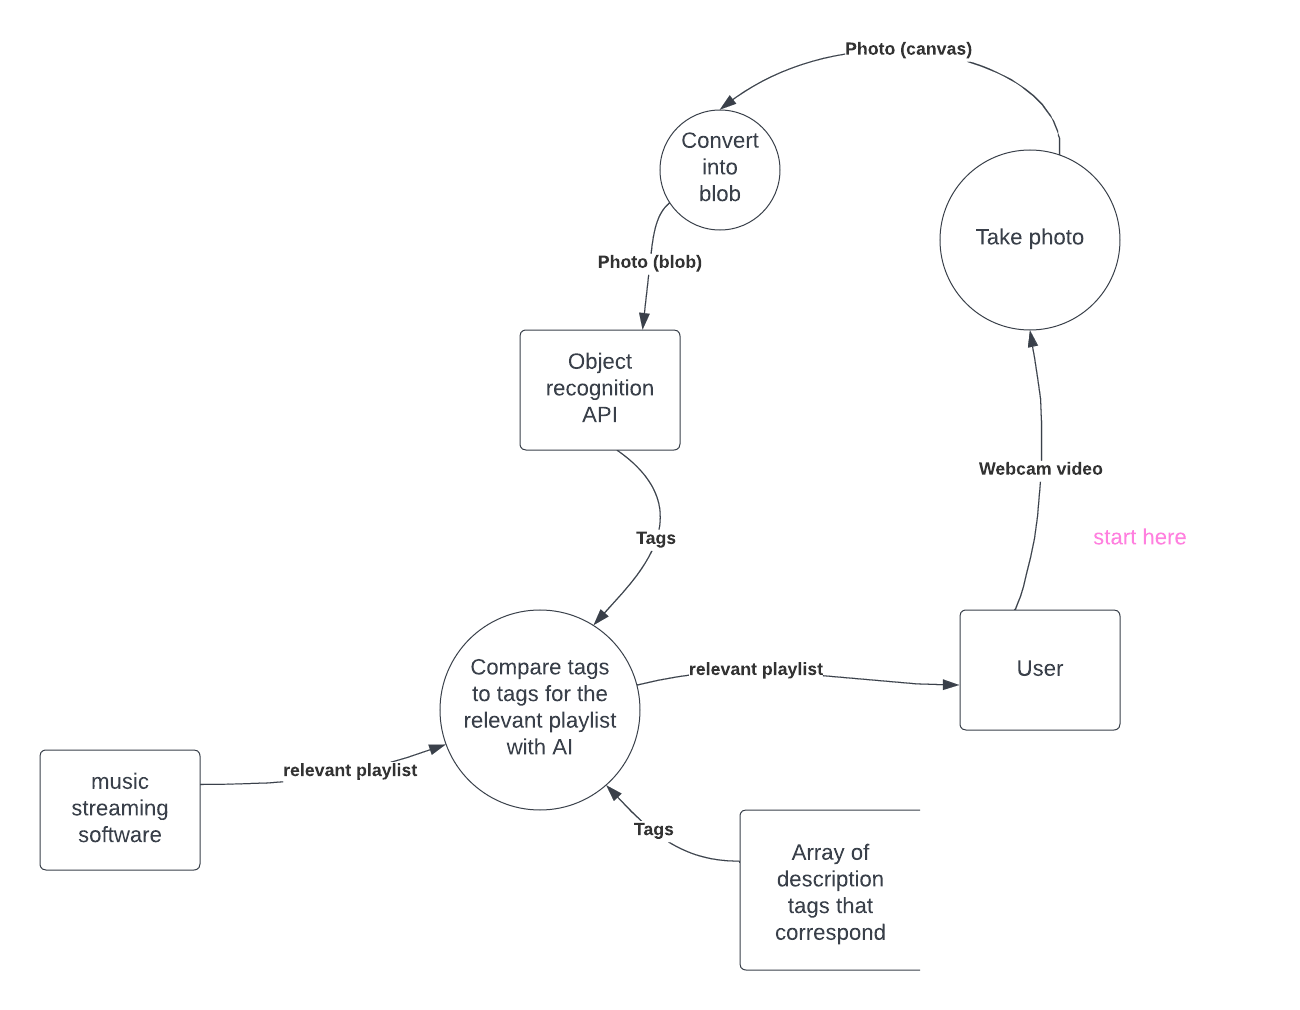 Photo (canvas)
Convert
into
blob
Take photo
Photo (blob)
Object
recognition
API
Webcam video
start here
Tags
Compare tags
to tags for the
relevant playlist
with AI
relevant playlist
User
music
streaming
software
relevant playlist
Tags
Array of
description
tags that
correspond